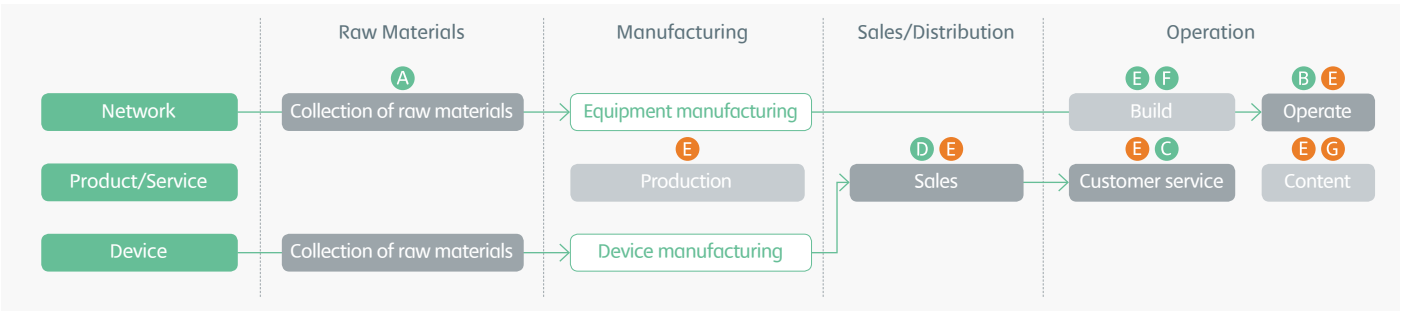 Raw Materials Manufacturing Sales/Distribution Operation
A E F B E
Network Collection of raw materials Equipment manufacturing Build Operate
E D E E C E G
Product/Service Production Sales Customer service Content
Device Collection of raw materials Device manufacturing